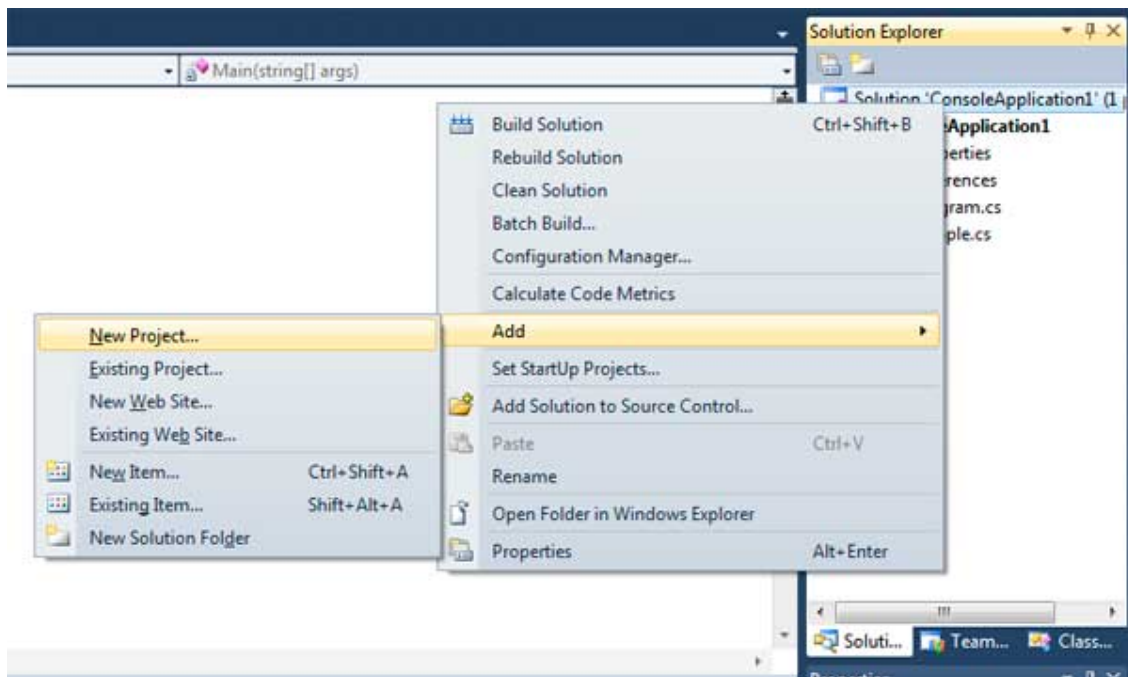 Solution Explorer
Main(string[] args)
Solution 'ConsoleApplication1' (1
Application1
Build Solution Ctrl+Shift+B
Rebuild Solution
Clean Solution
Batch Build...
Configuration Manager...
Calculate Code Metrics
Add
Set StartUp Projects...
Add Solution to Source Control...
Paste Ctrl+V
Rename
Open Folder in Windows Explorer
Properties Alt+Enter
New Project...
Existing Project...
New Web Site...
Existing Web Site...
New Item... Ctrl+Shift+A
Existing Item... Shift+Alt+A
New Solution Folder
perties
rences
gram.cs
ple.cs
Soluti... Team... Class...